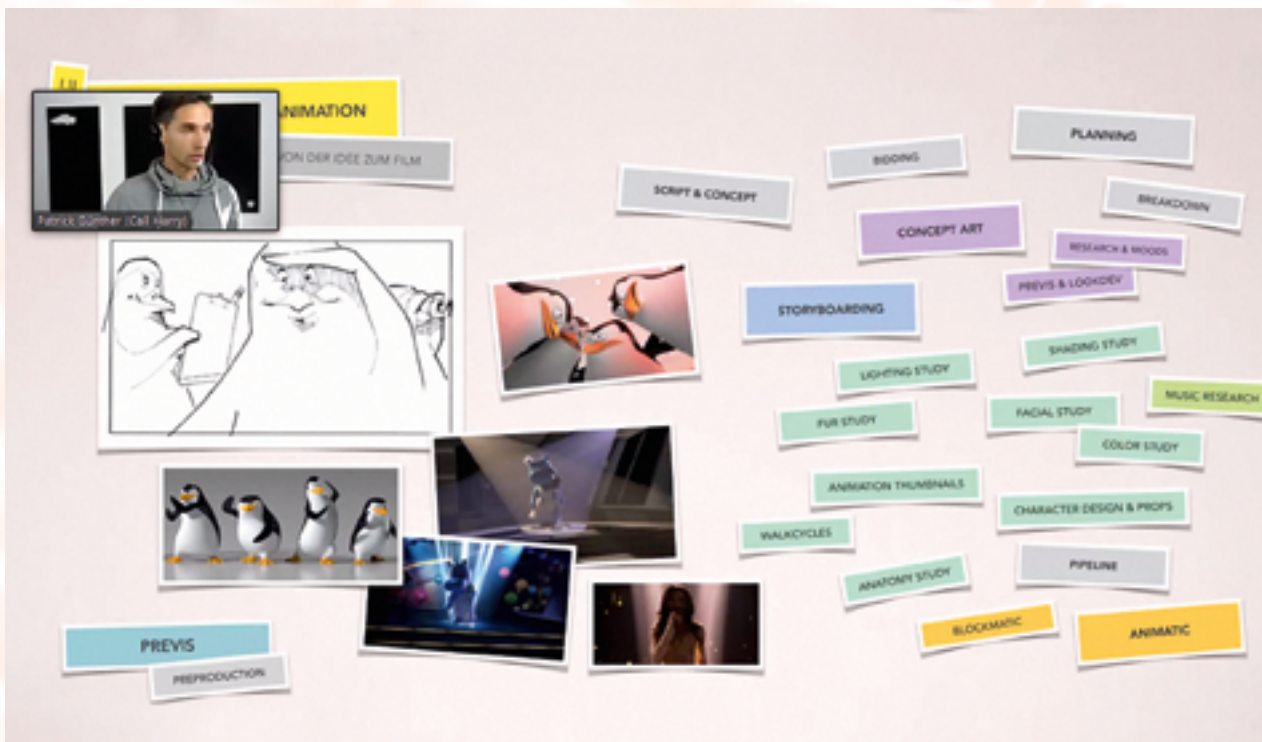 ANIMATION
VON DER IDEE ZUM FILM
Patrick Günther (Call Harry)
SCRIPT & CONCEPT
BIDDING
PLANNING
BREAKDOWN
CONCEPT ART
RESEARCH & MOODS
PREVIS & LOOKDEV
STORYBOARDING
SHADING STUDY
LIGHTING STUDY
MUSIC RESEARCH
FUR STUDY
FACIAL STUDY
COLOR STUDY
ANIMATION THUMBNAILS
CHARACTER DESIGN & PROPS
WALKCYCLES
PIPELINE
ANATOMY STUDY
BLOCKMATIC
ANIMATIC
PREVIS
PREPRODUCTION